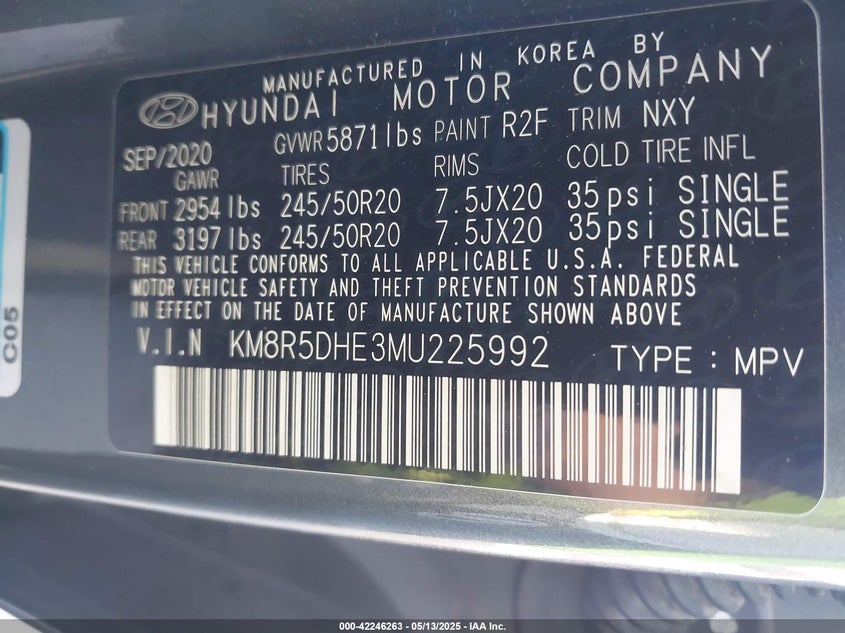 MANUFACTURED IN KOREA BY
HYUNDAI MOTOR COMPANY
SEP/2020 GVWR 5871lbs PAINT R2F TRIM NXY
GAWR TIRES RIMS COLD TIRE INFL
FRONT 2954 lbs 245/50R20 7.5JX20 35psi SINGLE
REAR 3197 lbs 245/50R20 7.5JX20 35psi SINGLE
THIS VEHICLE CONFORMS TO ALL APPLICABLE U.S.A. FEDERAL
MOTOR VEHICLE SAFETY AND THEFT PREVENTION STANDARDS
IN EFFECT ON THE DATE OF MANUFACTURE SHOWN ABOVE
V.I.N KM8R5DHE3MU225992 TYPE : MPV
C05
000-42246263 - 05/13/2025 - IAA Inc.